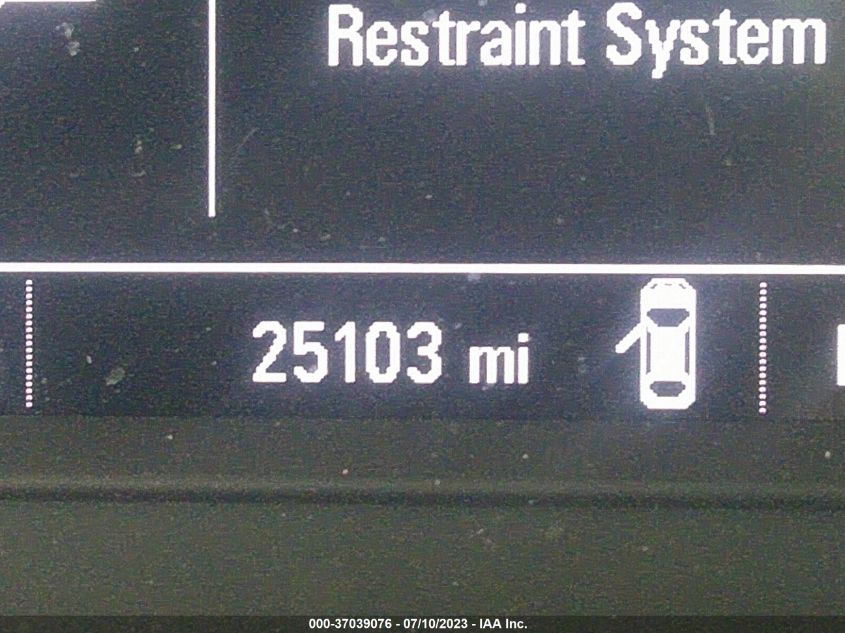 Restraint System
25103 mi
000-37039076 - 07/10/2023 - IAA Inc.